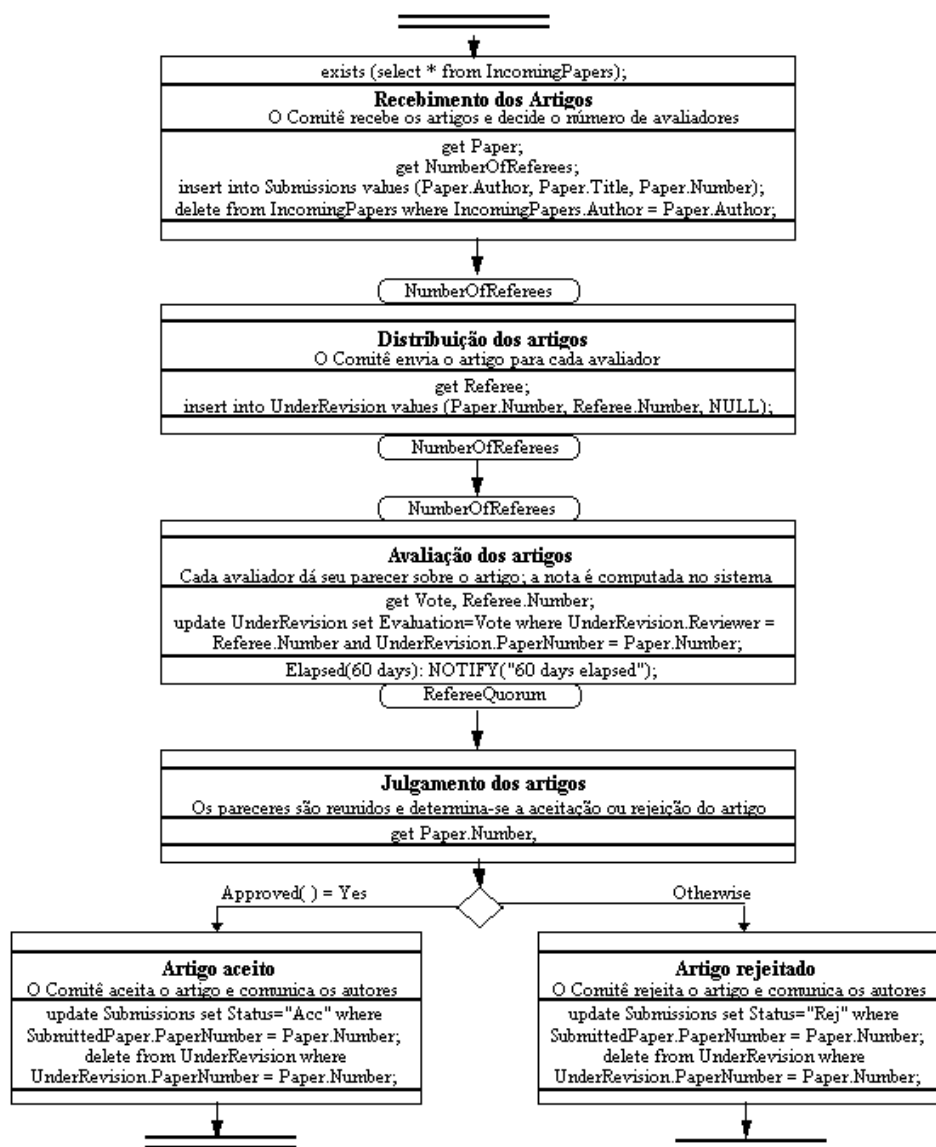 exists (select * from IncomingPapers);
Recebimento dos Artigos
O Comitê recebe os artigos e decide o número de avaliadores
get Paper;
get NumberOfReferees;
insert into Submissions values (Paper.Author, Paper.Title, Paper.Number);
delete from IncomingPapers where IncomingPapers.Author = Paper.Author;
NumberOfReferees
Distribuição dos artigos
O Comitê envia o artigo para cada avaliador
get Referee;
insert into UnderRevision values (Paper.Number, Referee.Number, NULL);
NumberOfReferees
NumberOfReferees
Avaliação dos artigos
Cada avaliador dá seu parecer sobre o artigo; a nota é computada no sistema
get Vote, Referee.Number;
update UnderRevision set Evaluation=Vote where UnderRevision.Reviewer =
Referee.Number and UnderRevision.PaperNumber = Paper.Number;
Elapsed(60 days): NOTIFY("60 days elapsed");
RefereeQuorum
Julgamento dos artigos
Os pareceres são reunidos e determina-se a aceitação ou rejeição do artigo
get Paper.Number,
Approved( ) = Yes
Otherwise
Artigo aceito
O Comitê aceita o artigo e comunica os autores
update Submissions set Status="Acc" where
SubmittedPaper.PaperNumber = Paper.Number;
delete from UnderRevision where
UnderRevision.PaperNumber = Paper.Number;
Artigo rejeitado
O Comitê rejeita o artigo e comunica os autores
update Submissions set Status="Rej" where
SubmittedPaper.PaperNumber = Paper.Number;
delete from UnderRevision where
UnderRevision.PaperNumber = Paper.Number;